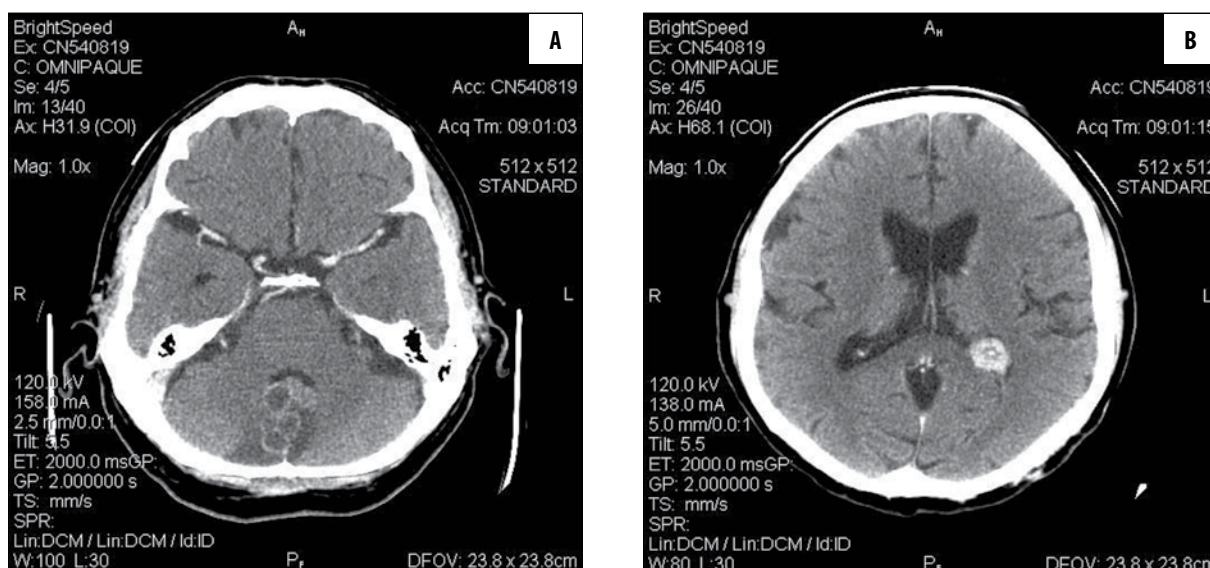 BrightSpeed
Ex: CN540819
C: OMNIPAQUE
Se: 4/5
Im: 13/40
Ax: H31.9 (COI)
Mag: 1.0x
A_H
A
Acc: CN540819
Acq Tm: 09:01:03
512 x 512
STANDARD
R
L
120.0 kV
158.0 mA
2.5 mm/0.0:1
Tilt: 5.5
ET: 2000.0 msGP:
GP: 2.000000 s
TS: mm/s
SPR:
Lin:DCM / Lin:DCM / Id:ID
W:100 L:30
P_F
DFOV: 23.8 x 23.8cm
BrightSpeed
Ex: CN540819
C: OMNIPAQUE
Se: 4/5
Im: 26/40
Ax: H68.1 (COI)
Mag: 1.0x
A_H
B
Acc: CN540819
Acq Tm: 09:01:15
512 x 512
STANDARD
R
L
120.0 kV
138.0 mA
5.0 mm/0.0:1
Tilt: 5.5
ET: 2000.0 msGP:
GP: 2.000000 s
TS: mm/s
SPR:
Lin:DCM / Lin:DCM / Id:ID
W:80 L:30
P_F
DFOV: 23.8 x 23.8cm